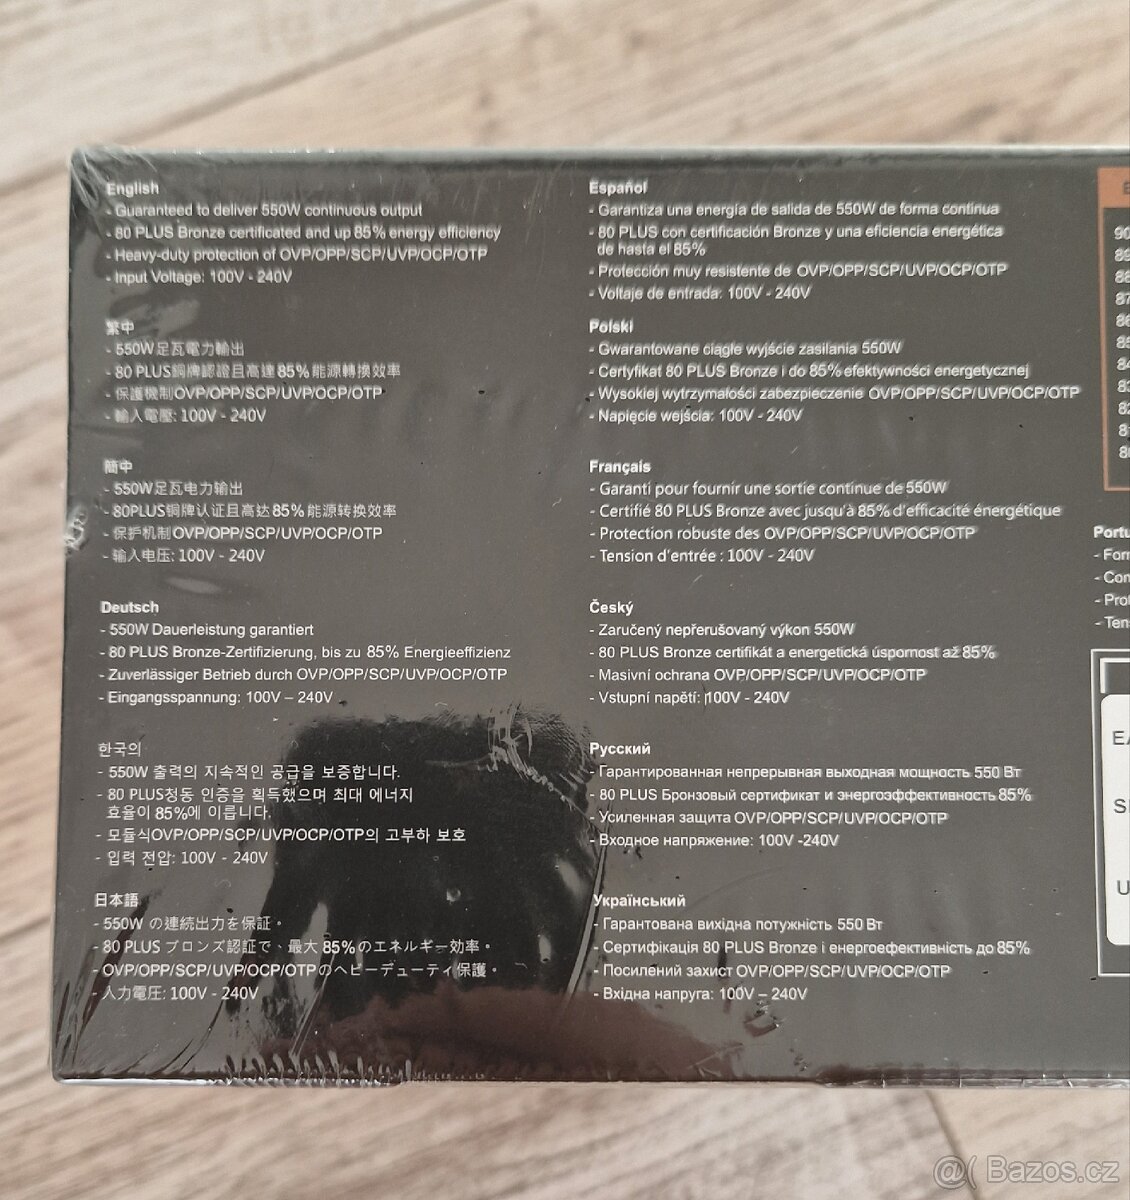 English
- Guaranteed to deliver 550W continuous output
- 80 PLUS Bronze certificated and up 85% energy efficiency
- Heavy-duty protection of OVP/OPP/SCP/UVP/OCP/OTP
- Input Voltage: 100V - 240V
繁中
- 550W足瓦電力輸出
- 80 PLUS銅牌認證且高達85%能源轉換效率
- 保護機制OVP/OPP/SCP/UVP/OCP/OTP
- 輸入電壓: 100V - 240V
簡中
- 550W足瓦电力输出
- 80PLUS铜牌认证且高达85%能源转换效率
- 保护机制OVP/OPP/SCP/UVP/OCP/OTP
- 输入电压: 100V - 240V
Deutsch
- 550W Dauerleistung garantiert
- 80 PLUS Bronze-Zertifizierung, bis zu 85% Energieeffizienz
- Zuverlässiger Betrieb durch OVP/OPP/SCP/UVP/OCP/OTP
- Eingangsspannung: 100V – 240V
한국의
- 550W 출력의 지속적인 공급을 보증합니다.
- 80 PLUS청동 인증을 획득했으며 최대 에너지
효율이 85%에 이릅니다.
- 모듈식OVP/OPP/SCP/UVP/OCP/OTP의 고부하 보호
- 입력 전압: 100V - 240V
日本語
- 550W の連続出力を保証。
- 80 PLUS ブロンズ認証で、最大 85%のエネルギー効率。
- OVP/OPP/SCP/UVP/OCP/OTPのヘビーデューティ保護。
- 入力電圧: 100V - 240V
Español
- Garantiza una energía de salida de 550W de forma continua
- 80 PLUS con certificación Bronze y una eficiencia energética
de hasta el 85%
- Protección muy resistente de OVP/OPP/SCP/UVP/OCP/OTP
- Voltaje de entrada: 100V - 240V
Polski
- Gwarantowane ciągłe wyjście zasilania 550W
- Certyfikat 80 PLUS Bronze i do 85% efektywności energetycznej
- Wysokiej wytrzymałości zabezpieczenie OVP/OPP/SCP/UVP/OCP/OTP
- Napięcie wejścia: 100V - 240V
Français
- Garanti pour fournir une sortie continue de 550W
- Certifié 80 PLUS Bronze avec jusqu'à 85% d'efficacité énergétique
- Protection robuste des OVP/OPP/SCP/UVP/OCP/OTP
- Tension d'entrée : 100V - 240V
Český
- Zaručený nepřerušovaný výkon 550W
- 80 PLUS Bronze certifikát a energetická úspornost až 85%
- Masivní ochrana OVP/OPP/SCP/UVP/OCP/OTP
- Vstupní napětí: 100V - 240V
Русский
- Гарантированная непрерывная выходная мощность 550 Вт
- 80 PLUS Бронзовый сертификат и энергоэффективность 85%
- Усиленная защита OVP/OPP/SCP/UVP/OCP/OTP
- Входное напряжение: 100V -240V
Український
- Гарантована вихідна потужність 550 Вт
- Сертифікація 80 PLUS Bronze і енергоефективність до 85%
- Посилений захист OVP/OPP/SCP/UVP/OCP/OTP
- Вхідна напруга: 100V – 240V
Bazos.cz